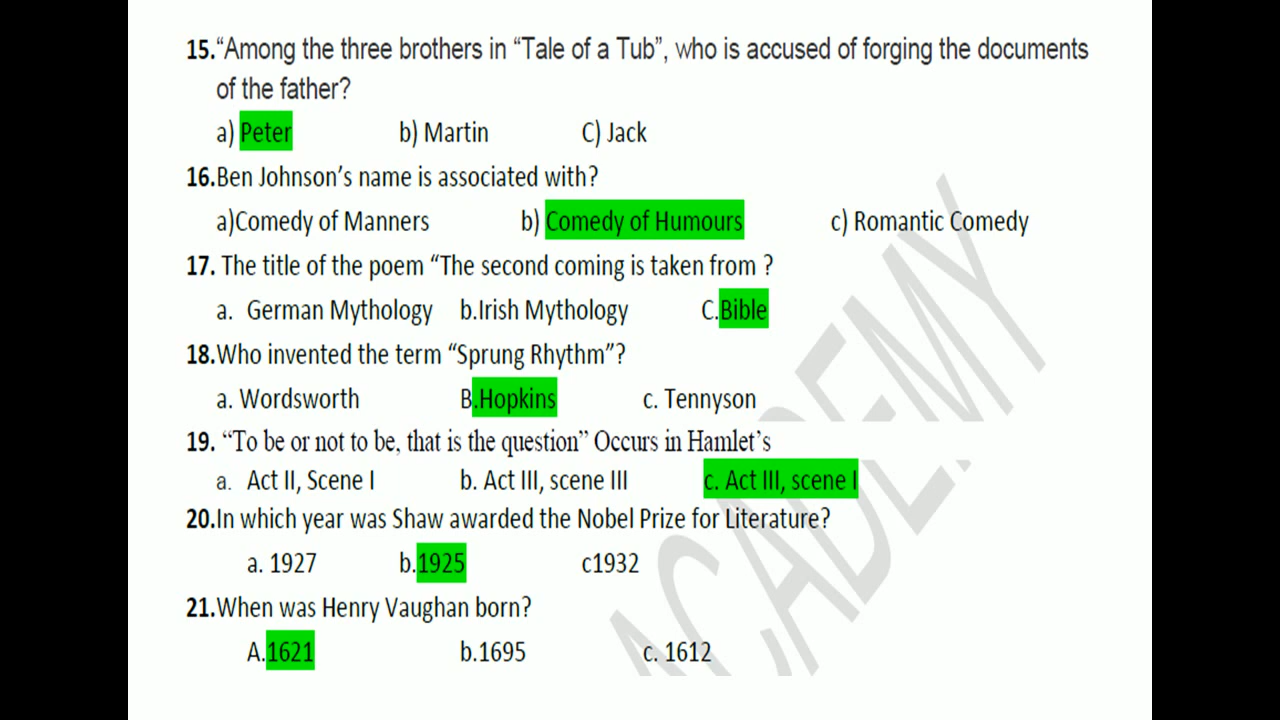 15.“Among the three brothers in “Tale of a Tub”, who is accused of forging the documents
of the father?
a) Peter b) Martin C) Jack
16.Ben Johnson’s name is associated with?
a)Comedy of Manners b) Comedy of Humours c) Romantic Comedy
17. The title of the poem “The second coming is taken from ?
a. German Mythology b.Irish Mythology C.Bible
18.Who invented the term “Sprung Rhythm”?
a. Wordsworth B.Hopkins c. Tennyson
19. “To be or not to be, that is the question” Occurs in Hamlet’s
a. Act II, Scene I b. Act III, scene III c. Act III, scene I
20.In which year was Shaw awarded the Nobel Prize for Literature?
a. 1927 b.1925 c1932
21.When was Henry Vaughan born?
A.1621 b.1695 c. 1612
ACADEMY